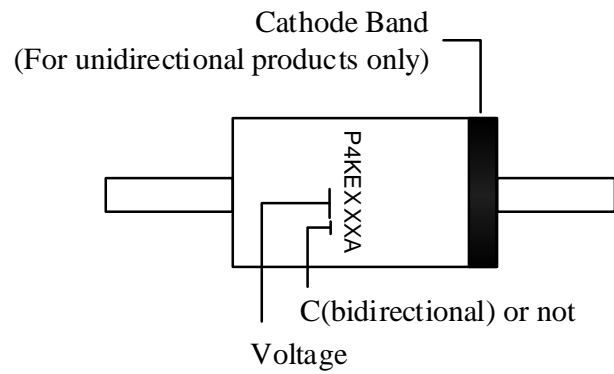 Cathode Band
(For unidirectional products only)
P4KEXXXA
C(bidirectional) or not
Voltage